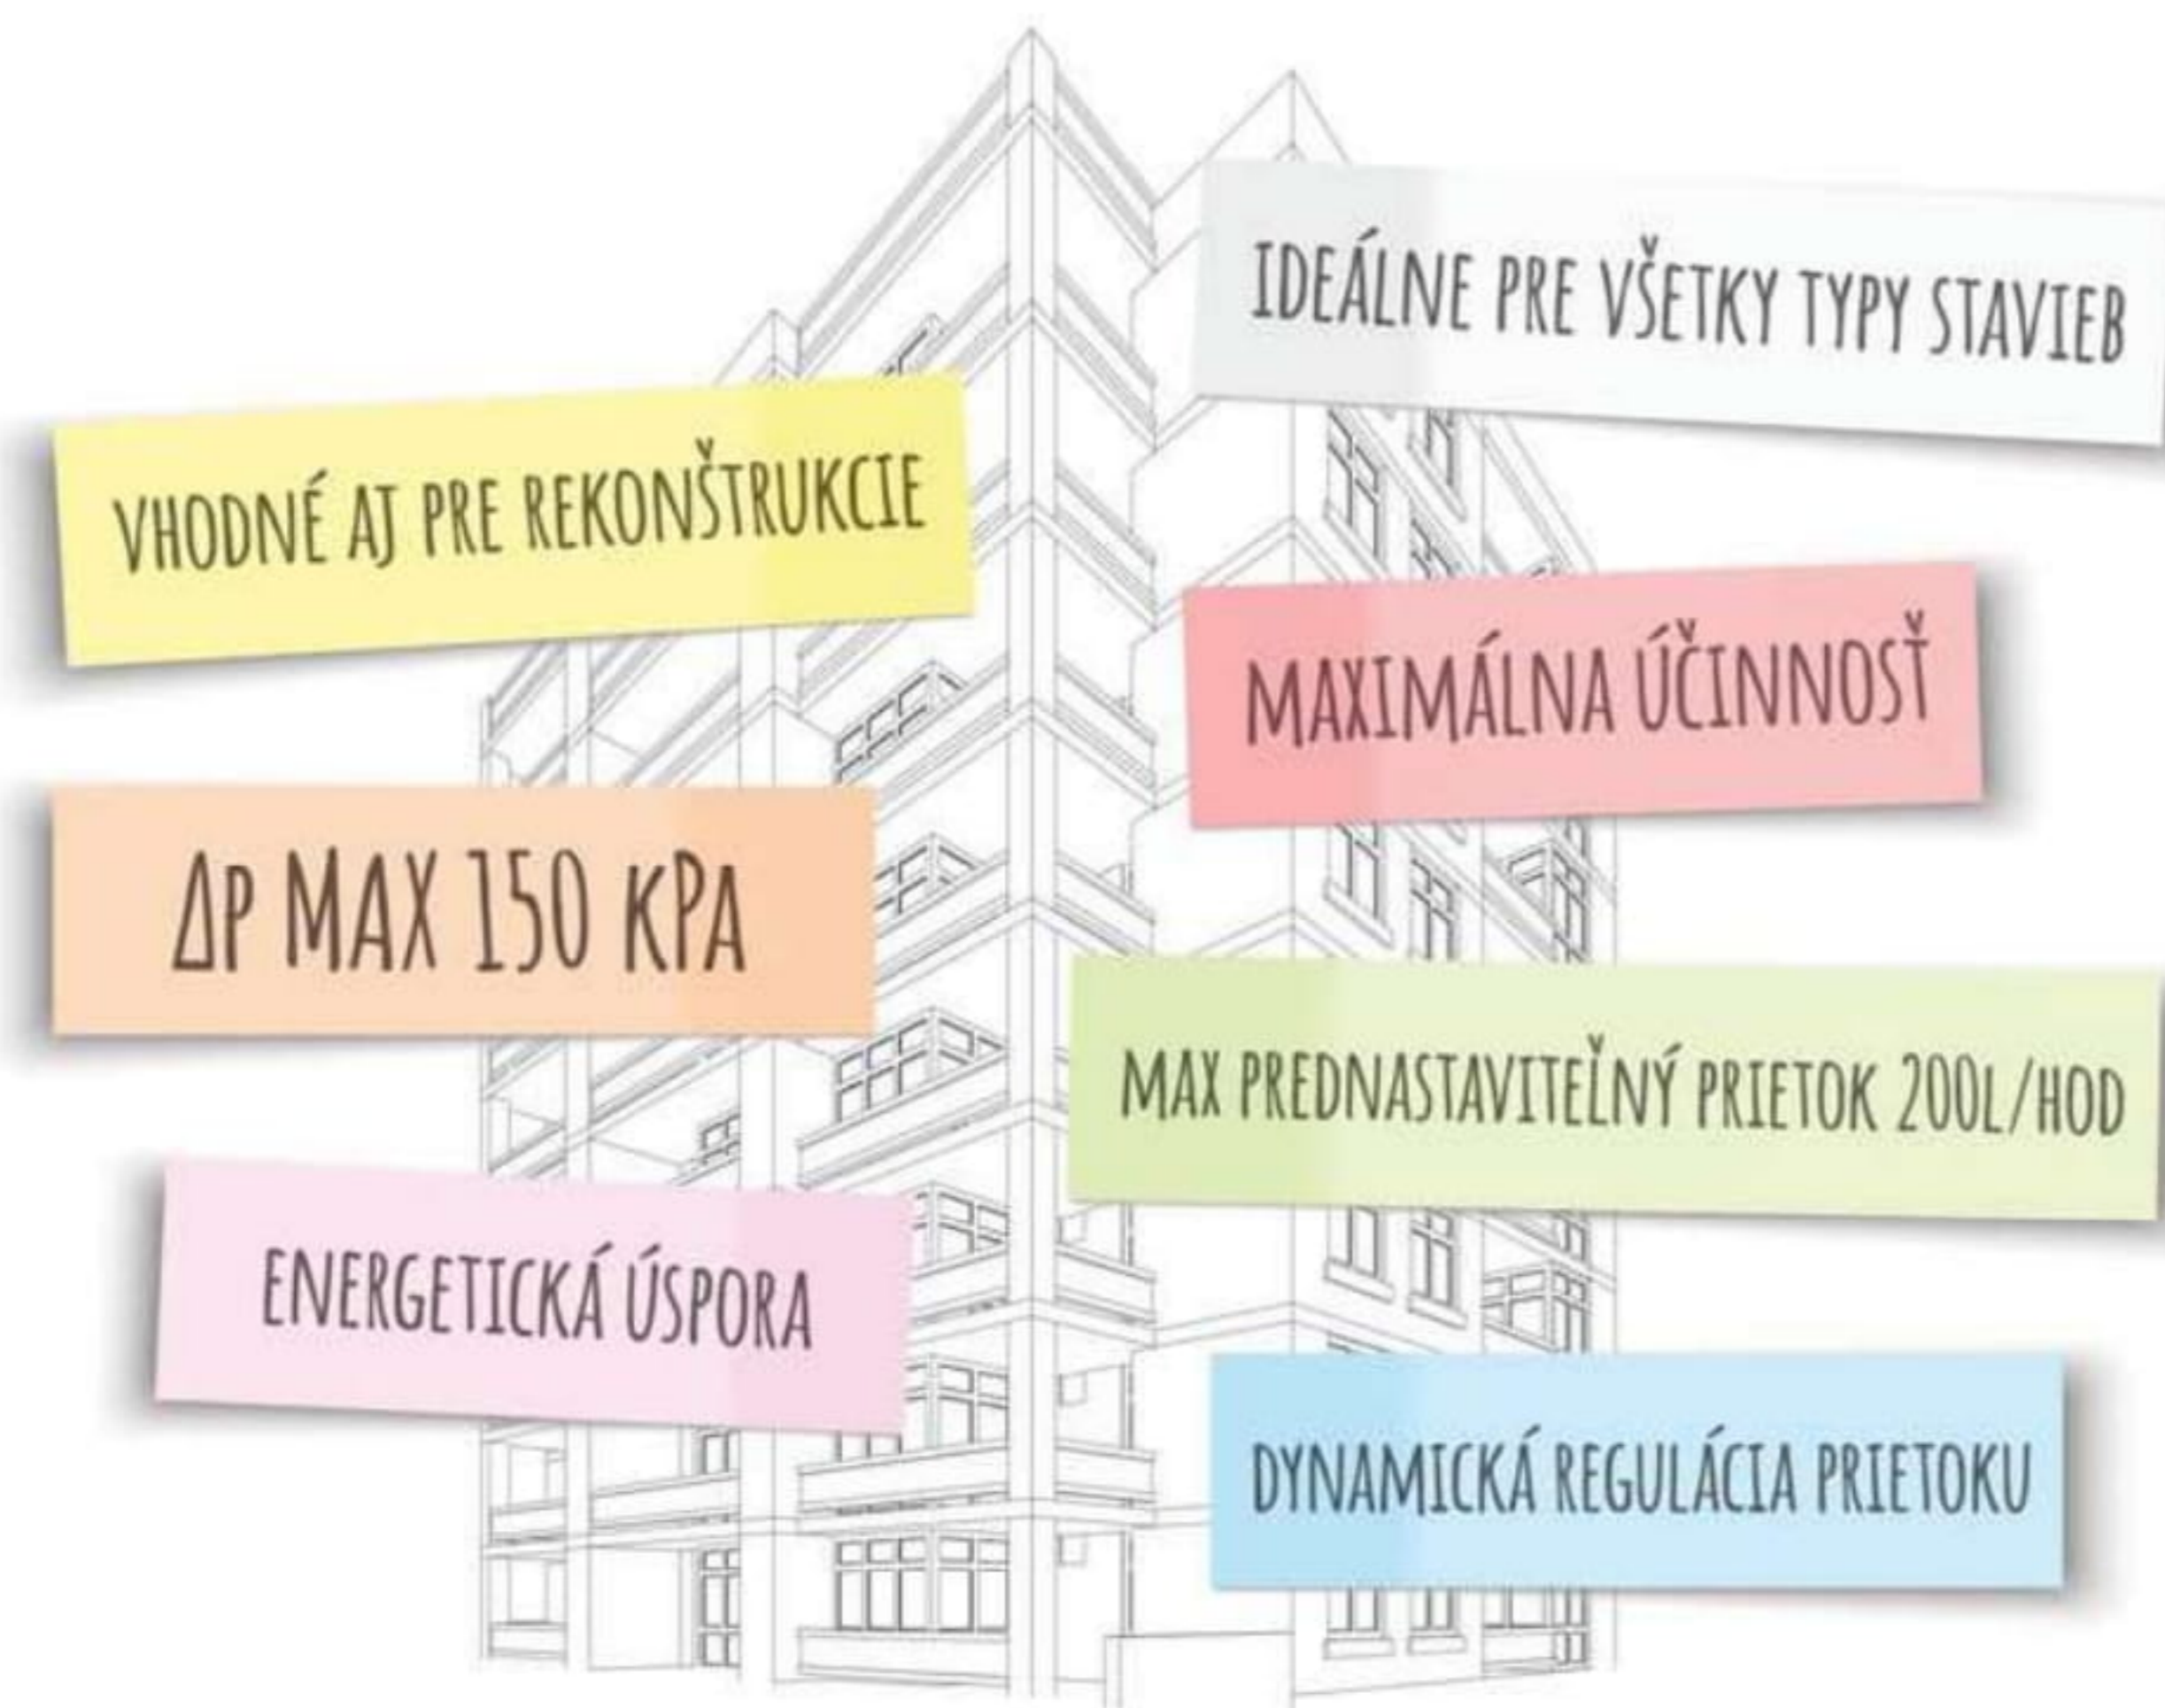 IDEÁLNE PRE VŠETKY TYPY STAVIEB
VHODNÉ AJ PRE REKONŠTRUKCIE
MAXIMÁLNA ÚČINNOSŤ
Δp MAX 150 kPa
MAX PREDNASTAVITEĽNÝ PRIETOK 200L/HOD
ENERGETICKÁ ÚSPORA
DYNAMICKÁ REGULÁCIA PRIETOKU